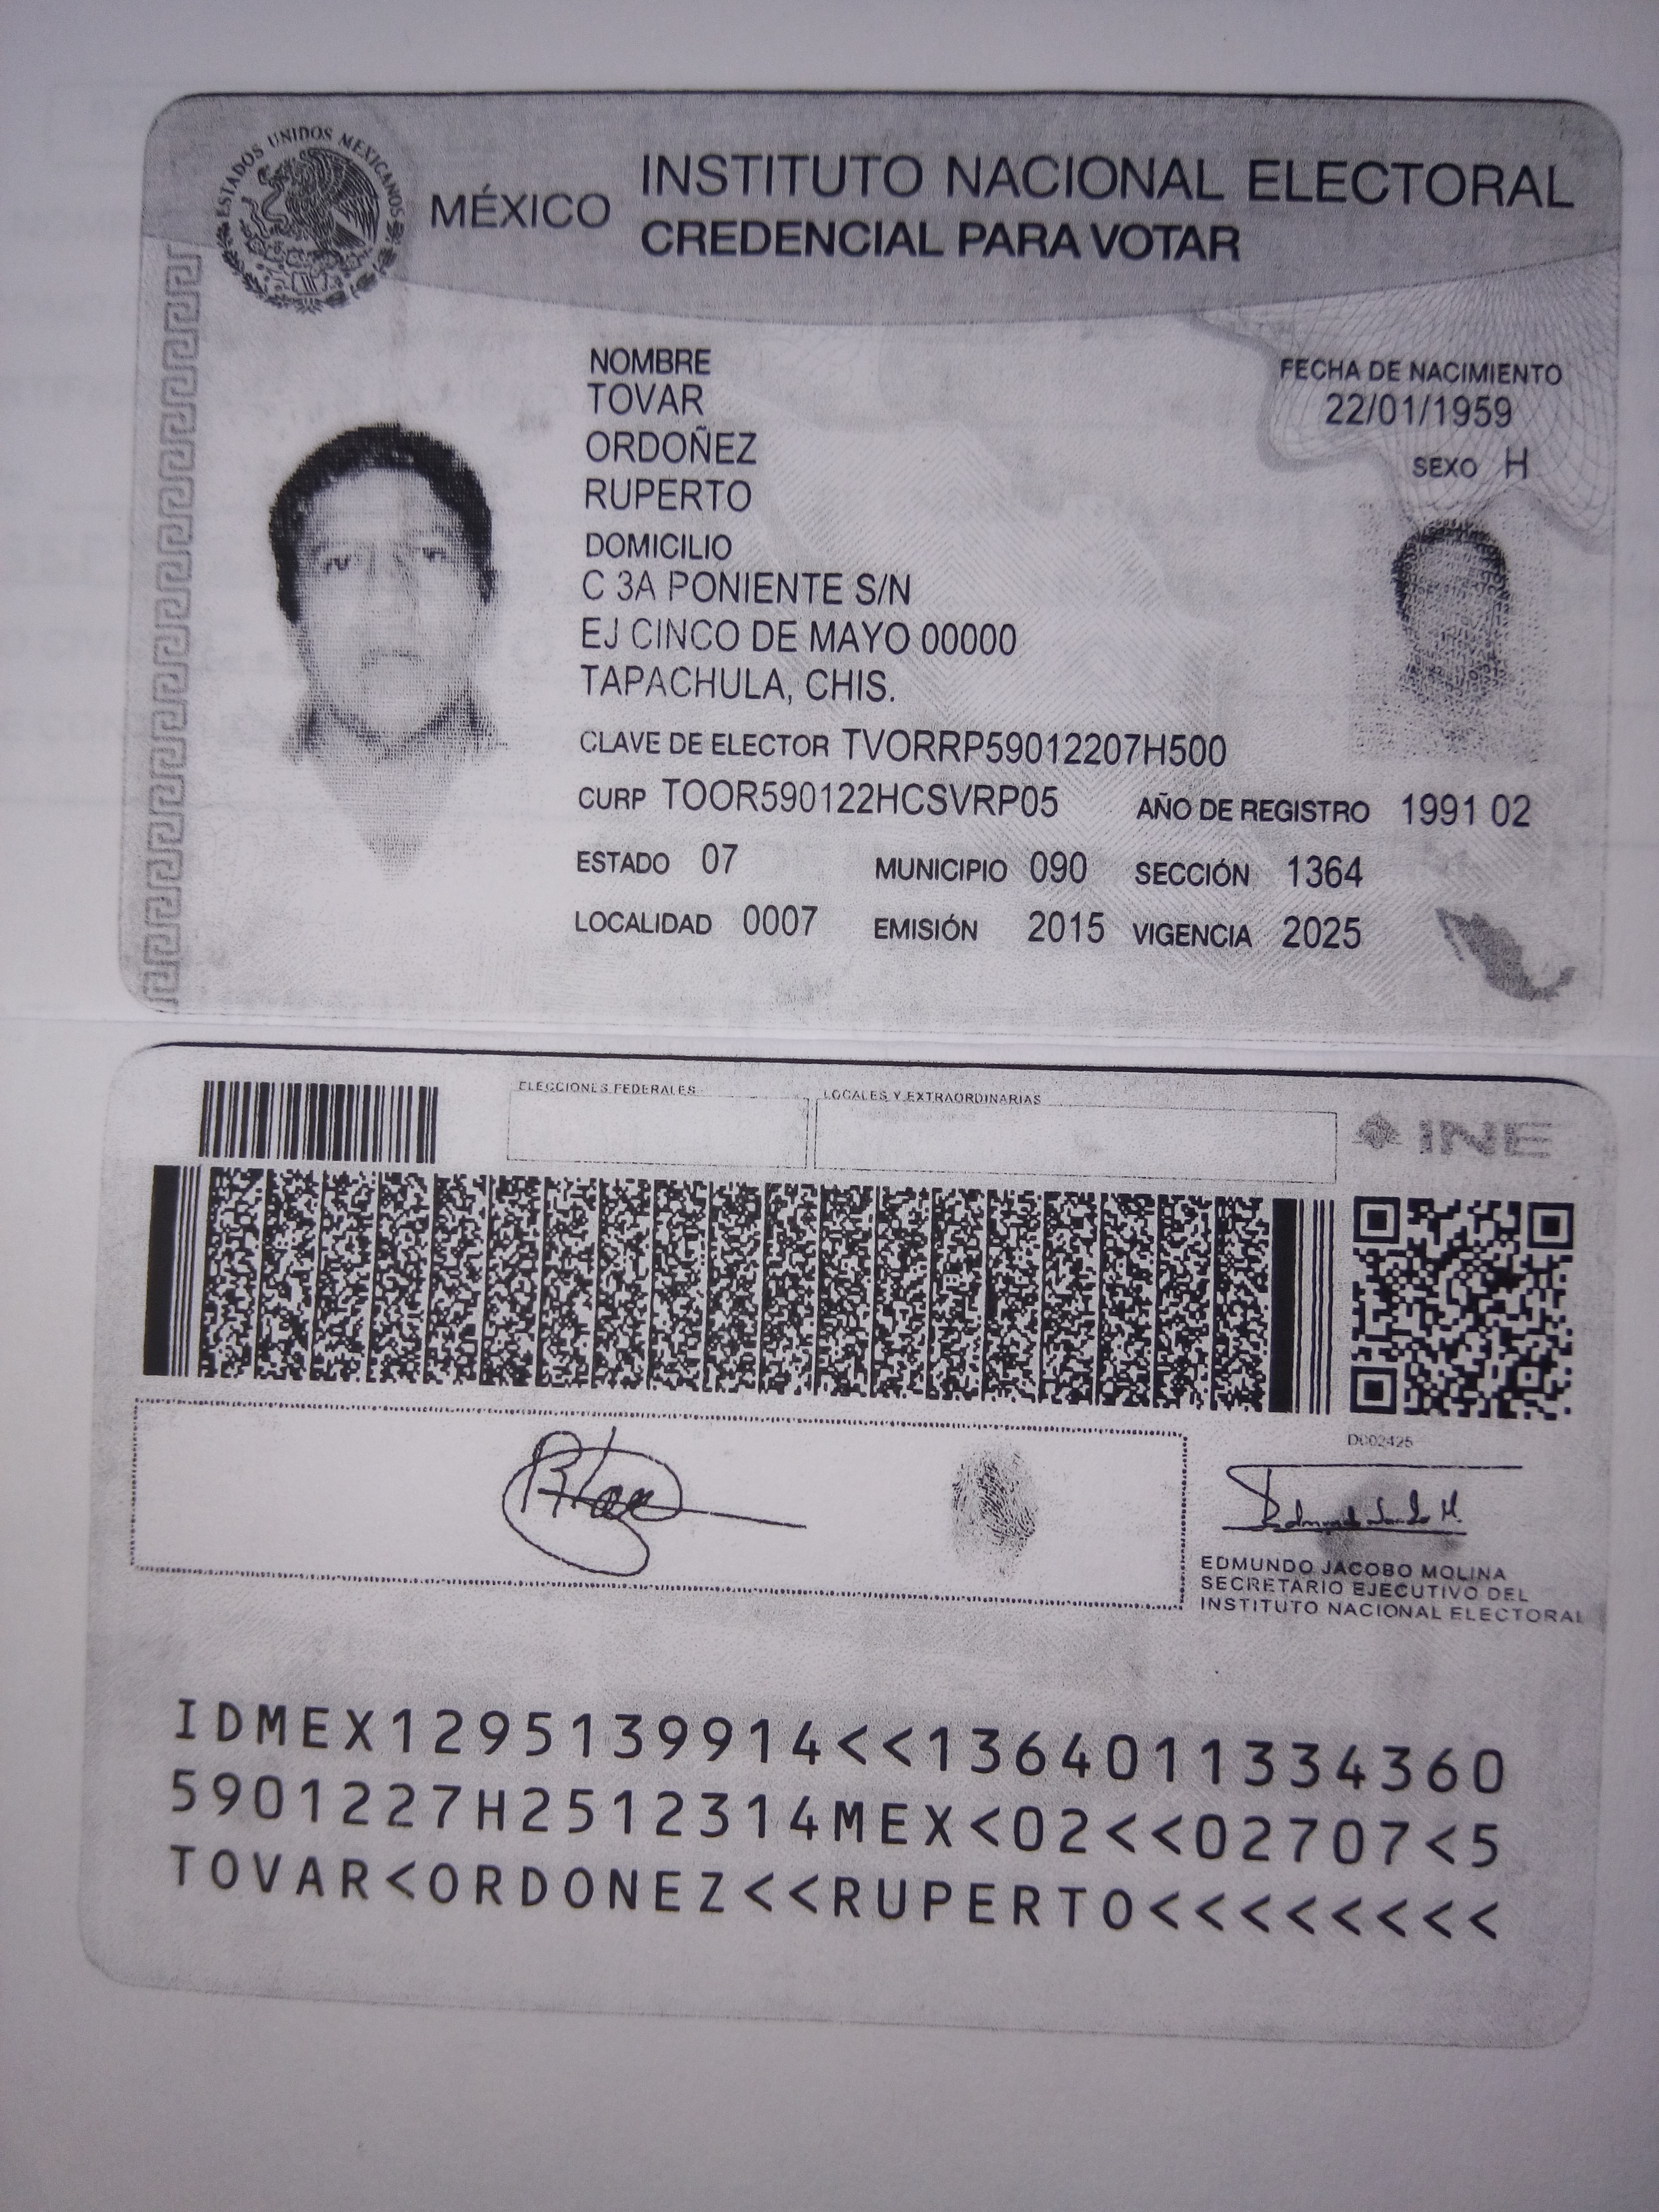 ESTADOS UNIDOS MEXICANOS
MÉXICO
INSTITUTO NACIONAL ELECTORAL
CREDENCIAL PARA VOTAR
NOMBRE
TOVAR
ORDOÑEZ
RUPERTO
FECHA DE NACIMIENTO
22/01/1959
SEXO H
DOMICILIO
C 3A PONIENTE S/N
EJ CINCO DE MAYO 00000
TAPACHULA, CHIS.
CLAVE DE ELECTOR TVORRP59012207H500
CURP TOOR590122HCSVRP05 AÑO DE REGISTRO 1991 02
ESTADO 07 MUNICIPIO 090 SECCIÓN 1364
LOCALIDAD 0007 EMISIÓN 2015 VIGENCIA 2025
ELECCIONES FEDERALES LOCALES Y EXTRAORDINARIAS INE
D002425
EDMUNDO JACOBO MOLINA
SECRETARIO EJECUTIVO DEL
INSTITUTO NACIONAL ELECTORAL
IDMEX1295139914<<1364011334360
5901227H2512314MEX<02<<02707<5
TOVAR<ORDONEZ<<RUPERTO<<<<<<<<